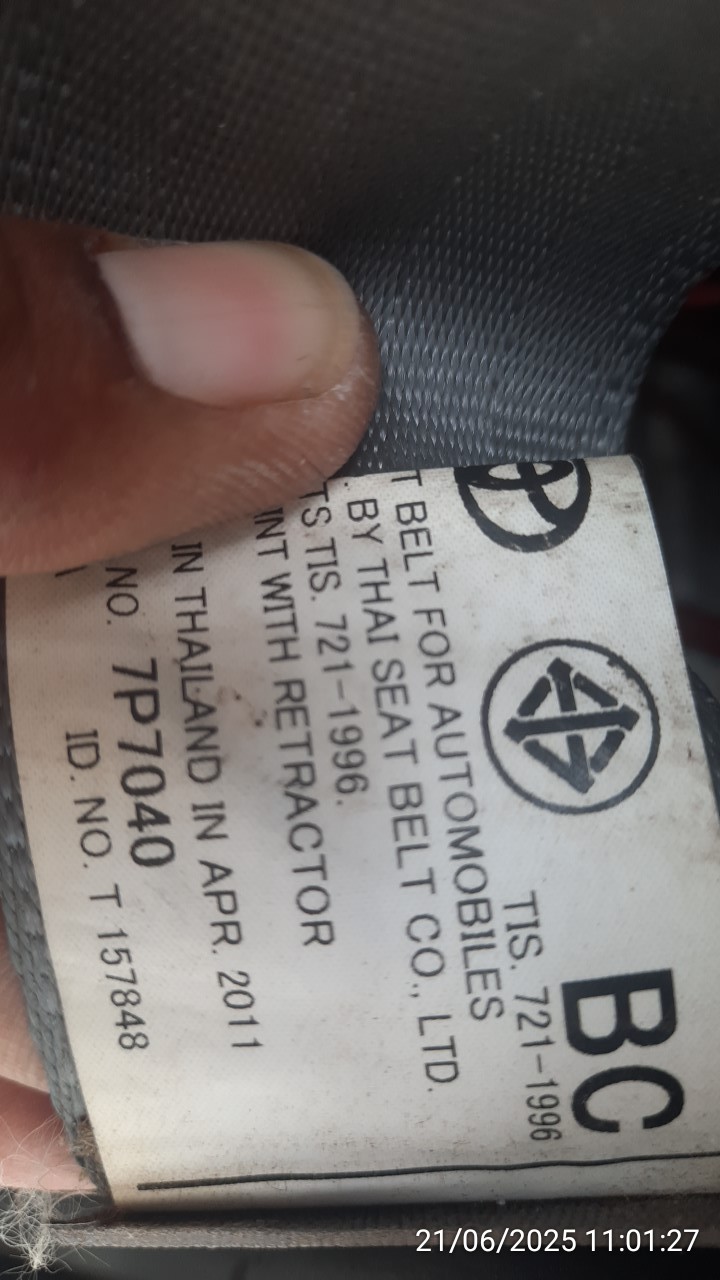 BC
TIS. 721-1996
T BELT FOR AUTOMOBILES
. BY THAI SEAT BELT CO., LTD.
TS TIS. 721-1996.
INT WITH RETRACTOR
IN THAILAND IN APR. 2011
NO. 7P7040
ID. NO. T 157848
21/06/2025 11:01:27